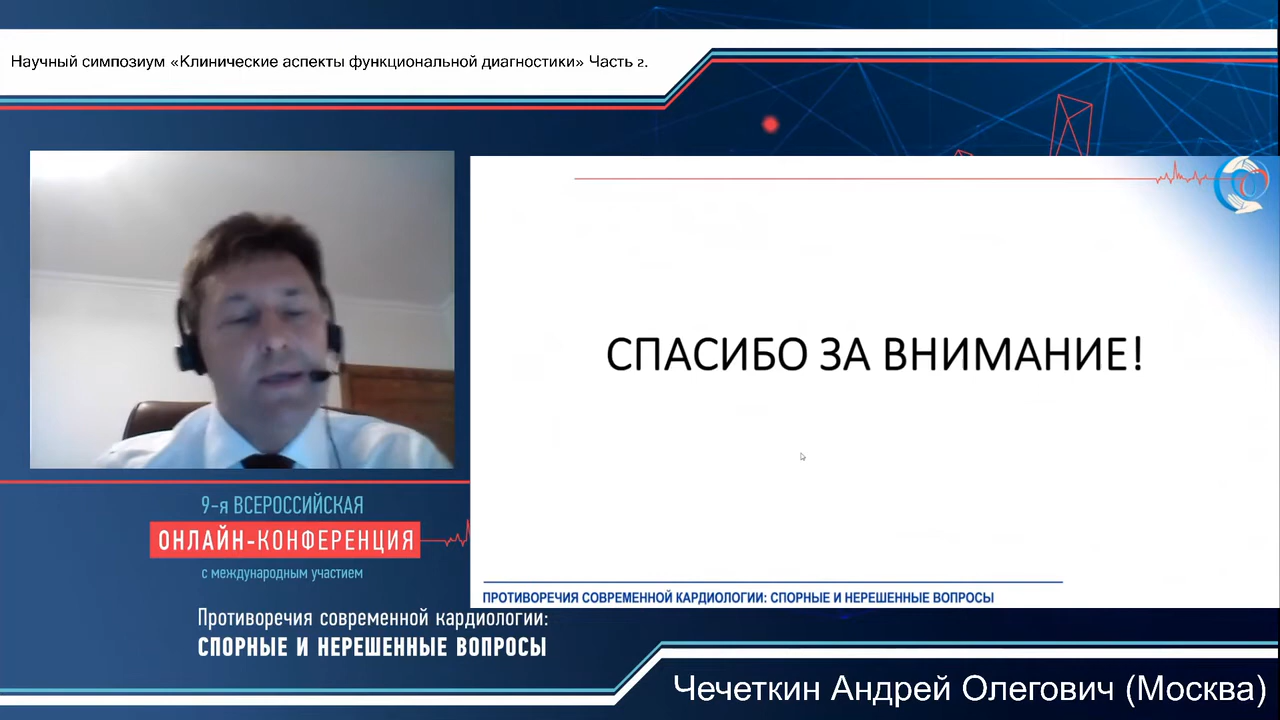 Научный симпозиум «Клинические аспекты функциональной диагностики» Часть 2.
СПАСИБО ЗА ВНИМАНИЕ!
9-я ВСЕРОССИЙСКАЯ
ОНЛАЙН-КОНФЕРЕНЦИЯ
с международным участием
ПРОТИВОРЕЧИЯ СОВРЕМЕННОЙ КАРДИОЛОГИИ: СПОРНЫЕ И НЕРЕШЕННЫЕ ВОПРОСЫ
Противоречия современной кардиологии:
СПОРНЫЕ И НЕРЕШЕННЫЕ ВОПРОСЫ
Чечеткин Андрей Олегович (Москва)